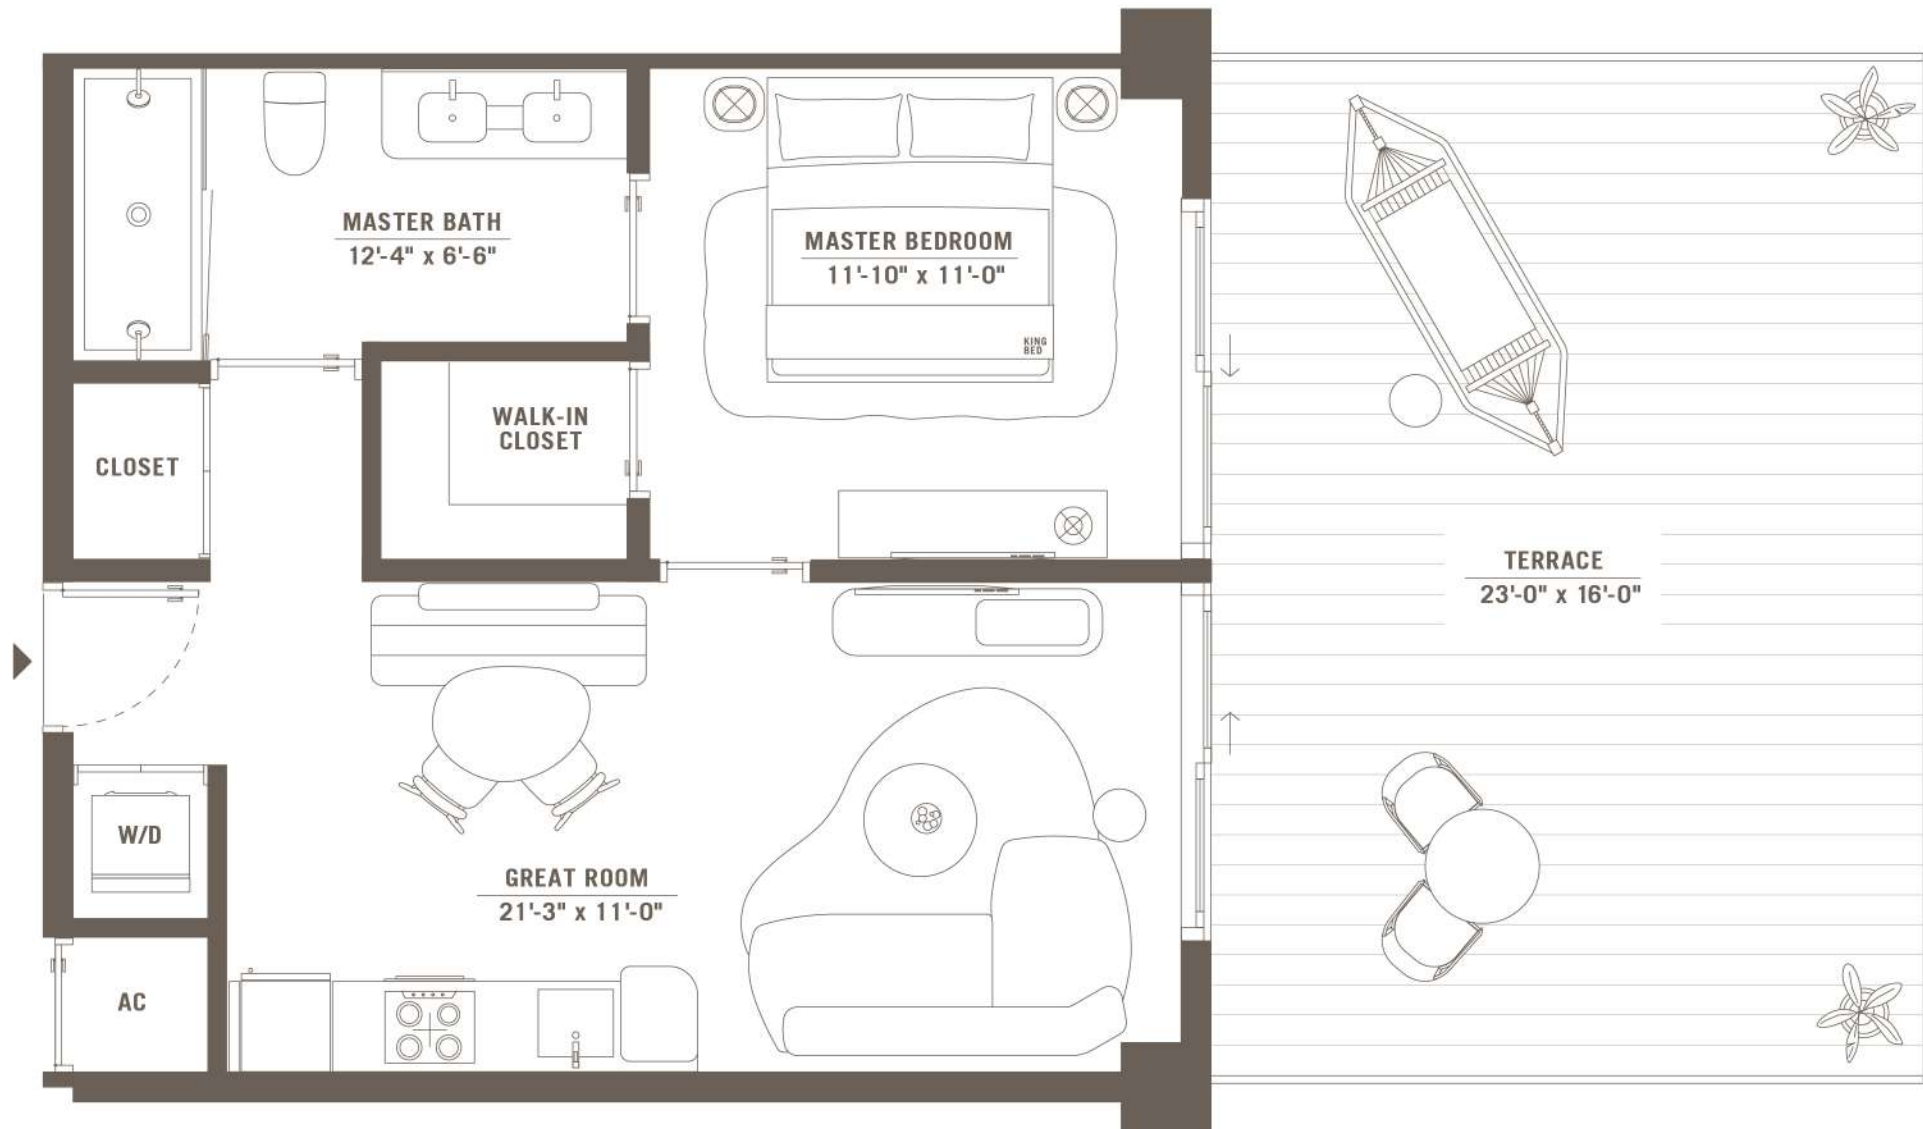 MASTER BATH
12'-4" x 6'-6"
MASTER BEDROOM
11'-10" x 11'-0"
KING
BED
WALK-IN
CLOSET
CLOSET
TERRACE
23'-0" x 16'-0"
W/D
GREAT ROOM
21'-3" x 11'-0"
AC